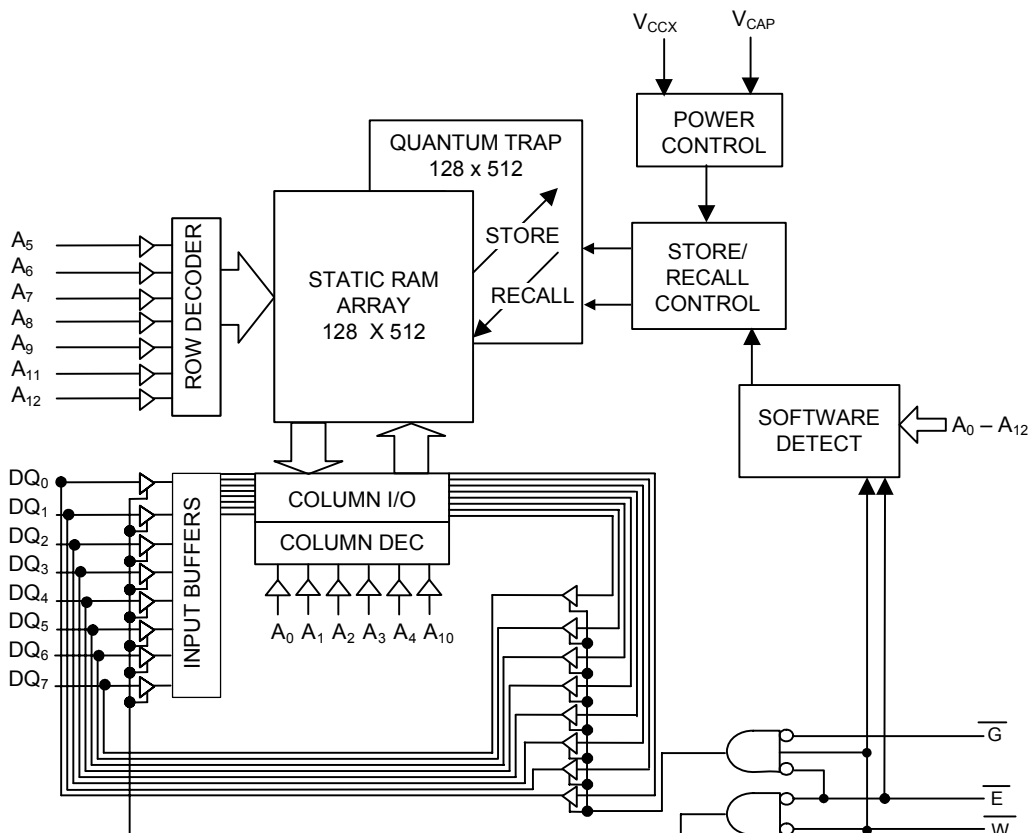 V_CCX
V_CAP
POWER
CONTROL
QUANTUM TRAP
128 x 512
STORE
RECALL
STORE/
RECALL
CONTROL
STATIC RAM
ARRAY
128 X 512
A5
A6
A7
A8
A9
A11
A12
ROW DECODER
SOFTWARE
DETECT
A0 – A12
DQ0
DQ1
DQ2
DQ3
DQ4
DQ5
DQ6
DQ7
INPUT BUFFERS
COLUMN I/O
COLUMN DEC
A0 A1 A2 A3 A4 A10
G̅
E̅
W̅